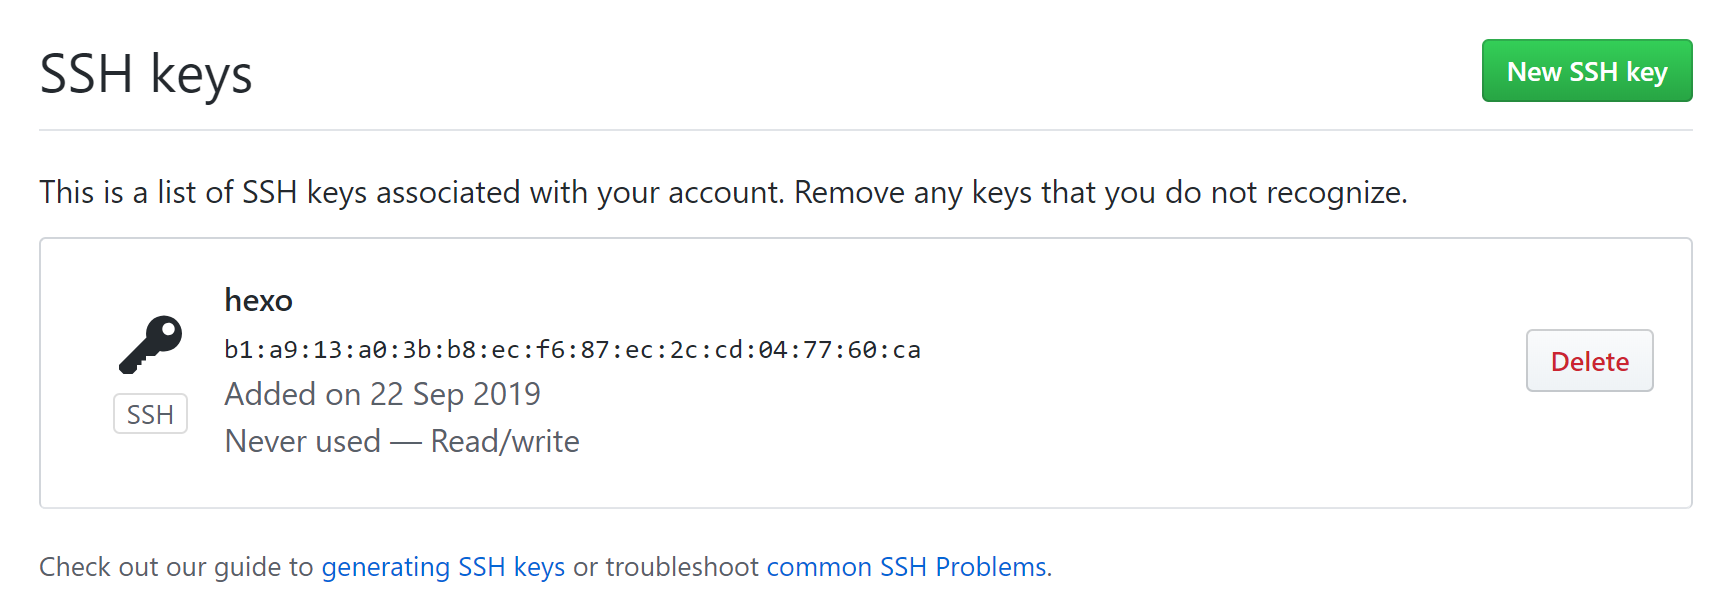 SSH keys
New SSH key
This is a list of SSH keys associated with your account. Remove any keys that you do not recognize.
hexo
b1:a9:13:a0:3b:b8:ec:f6:87:ec:2c:cd:04:77:60:ca
Added on 22 Sep 2019
Never used — Read/write
SSH
Delete
Check out our guide to generating SSH keys or troubleshoot common SSH Problems.